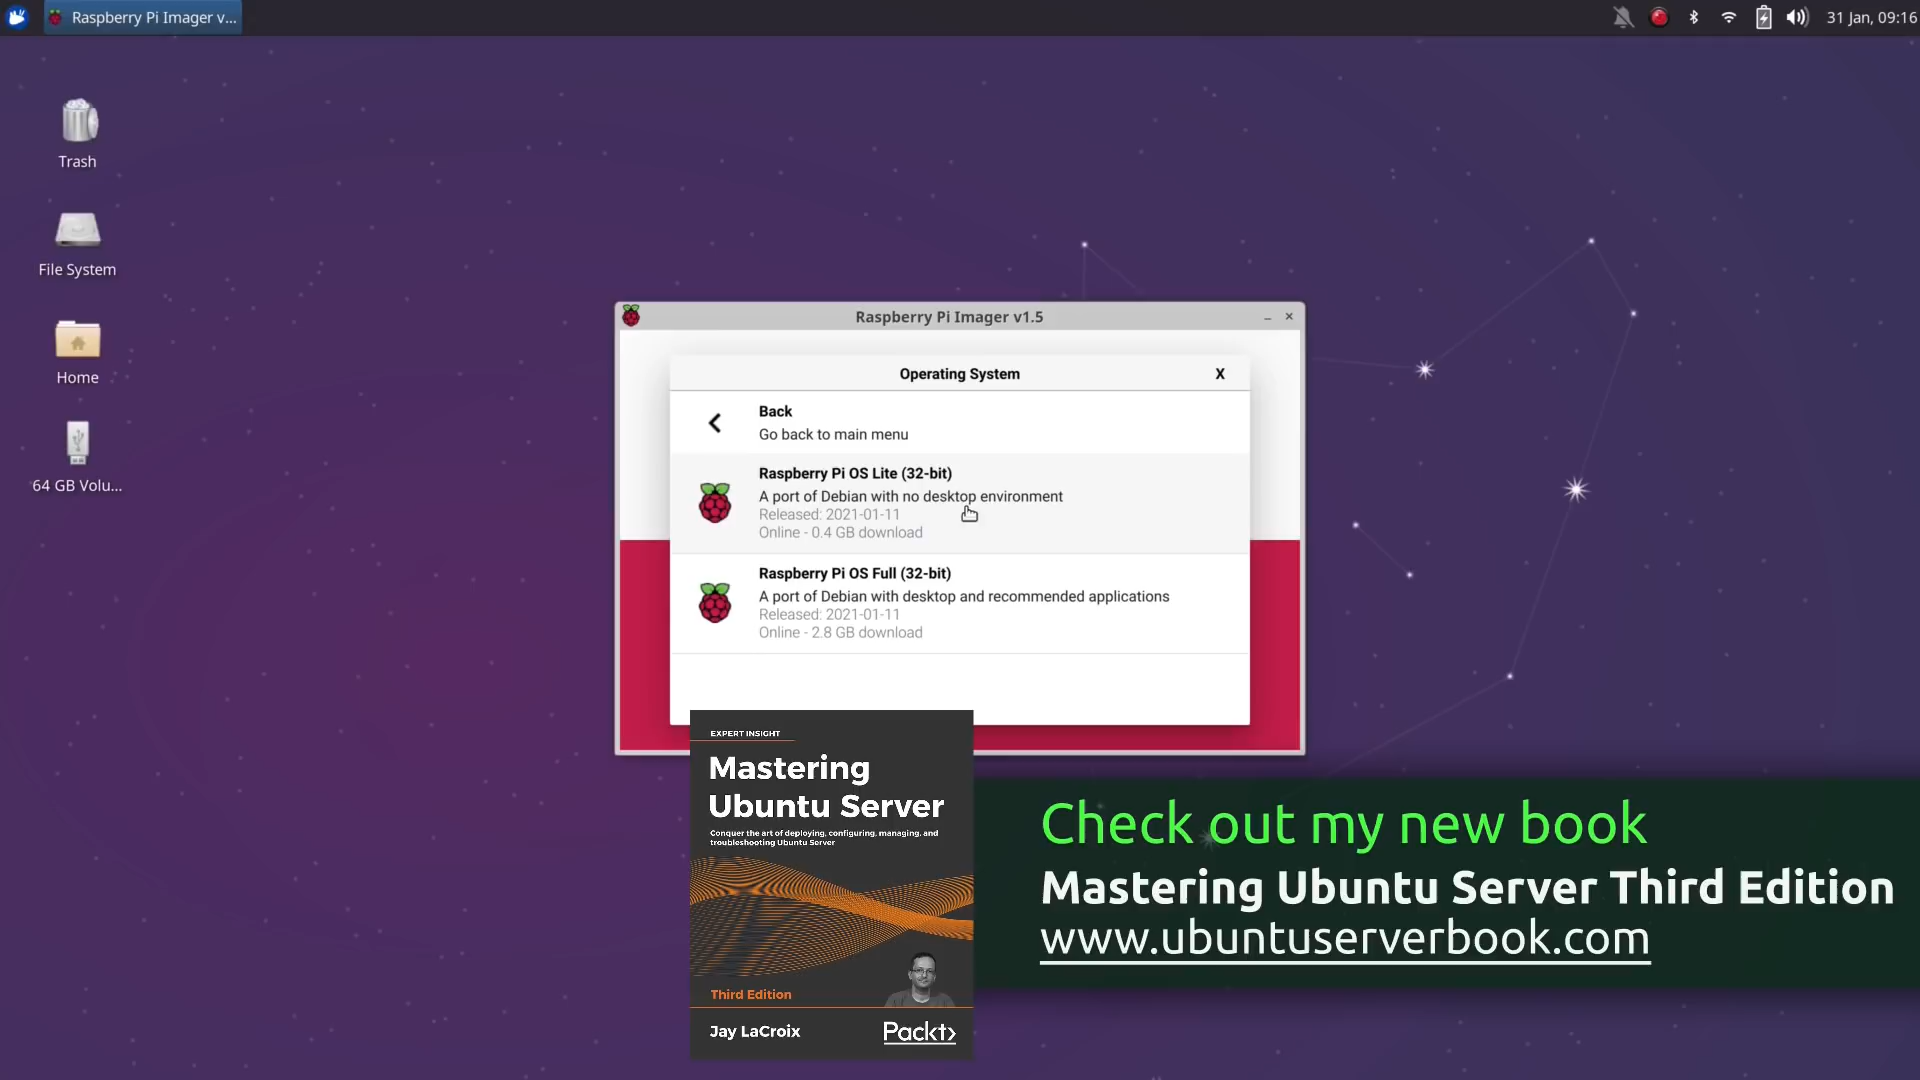 Raspberry Pi Imager v...
31 Jan, 09:16
Trash
File System
Home
64 GB Volu...
Raspberry Pi Imager v1.5
Operating System
X
Back
Go back to main menu
Raspberry Pi OS Lite (32-bit)
A port of Debian with no desktop environment
Released: 2021-01-11
Online - 0.4 GB download
Raspberry Pi OS Full (32-bit)
A port of Debian with desktop and recommended applications
Released: 2021-01-11
Online - 2.8 GB download
EXPERT INSIGHT
Mastering
Ubuntu Server
Conquer the art of deploying, configuring, managing, and
troubleshooting Ubuntu Server
Third Edition
Jay LaCroix
Packt>
Check out my new book
Mastering Ubuntu Server Third Edition
www.ubuntuserverbook.com